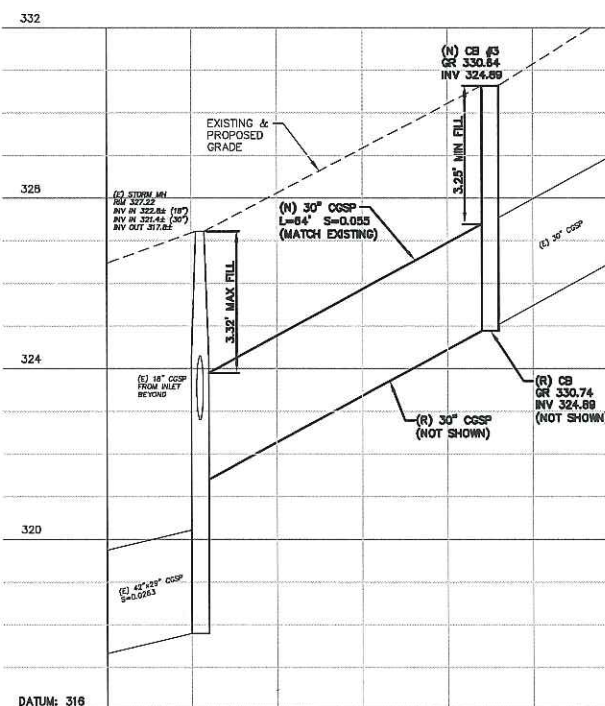 332
(N) CB #3
GR 330.64
INV 324.89
EXISTING &
PROPOSED
GRADE
3.25' MIN FILL
328
(E) STORM MH
RIM 327.22
INV IN 322.8± (18")
INV IN 321.4± (30")
INV OUT 317.8±
(N) 30" CGSP
L=64' S=0.055
(MATCH EXISTING)
(E) 30" CGSP
3.32' MAX FILL
324
(E) 18" CGSP
FROM INLET
BEYOND
(R) CB
GR 330.74
INV 324.89
(NOT SHOWN)
(R) 30" CGSP
(NOT SHOWN)
320
(E) 42"x29" CGSP
S=0.0263
DATUM: 316